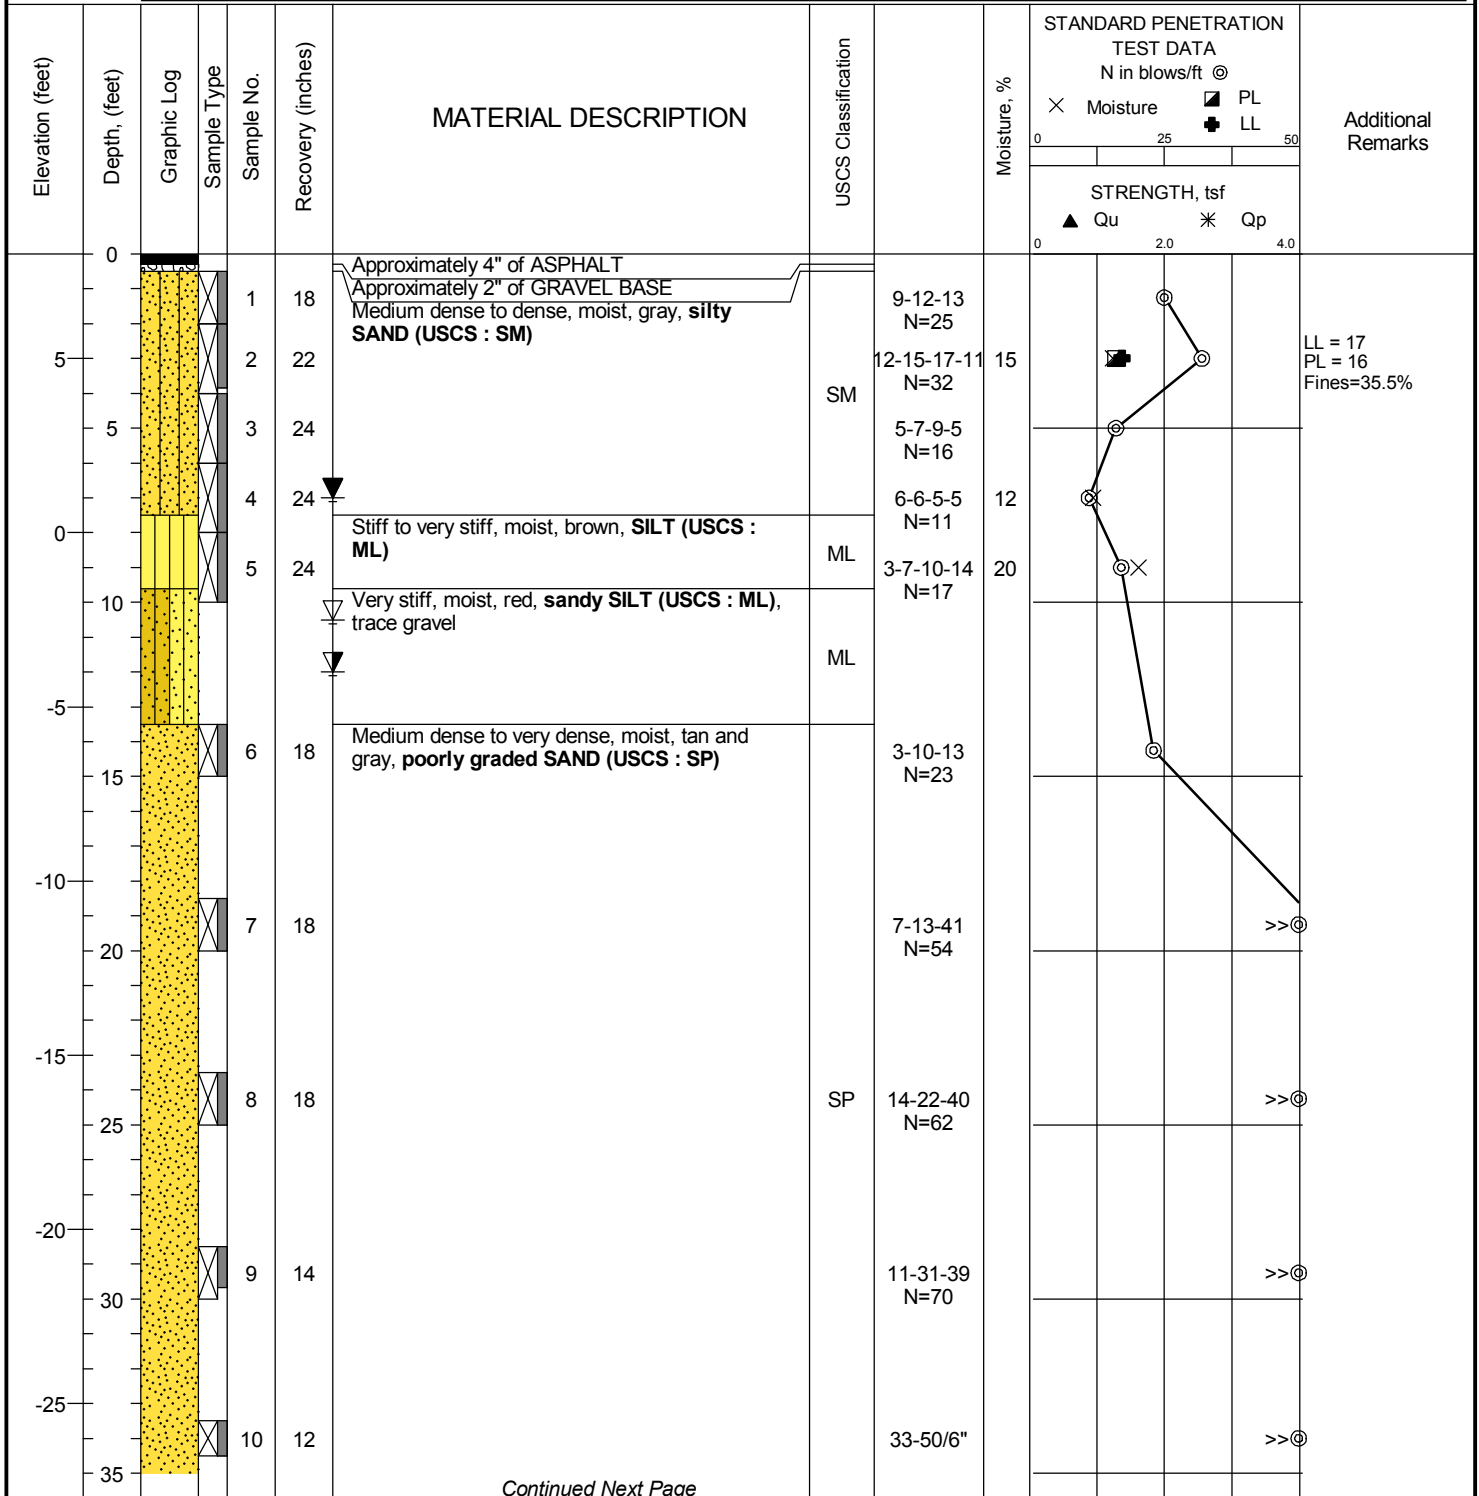 Elevation (feet)
Depth, (feet)
Graphic Log
Sample Type
Sample No.
Recovery (inches)
MATERIAL DESCRIPTION
USCS Classification
Moisture, %
STANDARD PENETRATION
TEST DATA
N in blows/ft
Moisture
PL
LL
0 25 50
STRENGTH, tsf
Qu Qp
0 2.0 4.0
Additional
Remarks
0
Approximately 4" of ASPHALT
Approximately 2" of GRAVEL BASE
1 18
Medium dense to dense, moist, gray, silty
SAND (USCS : SM)
9-12-13
N=25
5
2 22
12-15-17-11 15
N=32
LL = 17
PL = 16
Fines=35.5%
SM
5
3 24
5-7-9-5
N=16
4 24
6-6-5-5 12
N=11
0
Stiff to very stiff, moist, brown, SILT (USCS :
ML)
ML
5 24
3-7-10-14 20
N=17
10
Very stiff, moist, red, sandy SILT (USCS : ML),
trace gravel
ML
-5
6 18
Medium dense to very dense, moist, tan and
gray, poorly graded SAND (USCS : SP)
3-10-13
N=23
15
-10
7 18
7-13-41
N=54
>>
20
-15
8 18
SP
14-22-40
N=62
>>
25
-20
9 14
11-31-39
N=70
>>
30
-25
10 12
33-50/6"
>>
35
Continued Next Page